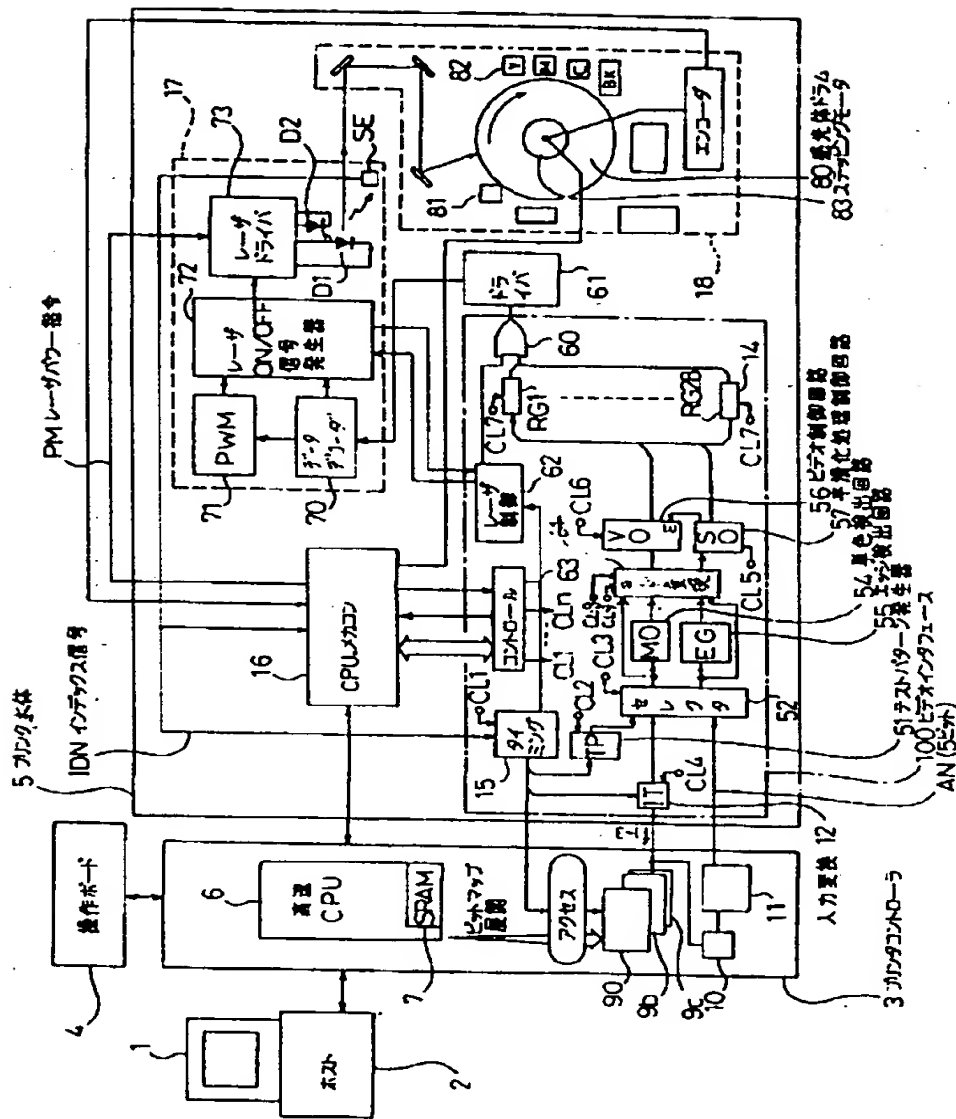 PM レーザパワー指令
IDN インデックス信号
5 プリンタ本体
4
操作ボード
1
ホスト
2
3 プリンタコントローラ
6
高速
CPU
SRAM
7
ビットマップ
展開
アクセス
90
9b
9c
10
11
16
CPUメカコン
17
PWM
71
データ
デコーダ
70
72
レーザ
ON/OFF
信号
発生器
73
レーザ
ドライバ
D2
D1
SE
18
81
82
Y
M
C
BK
エンコーダ
80 感光体ドラム
83 ステッピングモータ
ドライバ
61
60
レーザ
制御
62
CL7
RG1
RG28
CL7
14
コントロール
63
CL1
CLn
タイ
ミング
15
CL1
TP
CL2
IT
CL4
入力変換 12
セレクタ
52
CL3
MO
EG
変換
CL6
VO
E
SO
CL5
56 ビデオ制御回路
57 平滑化処理制御回路
54 単色検出回路
55 エッジ検出回路
51 テストパターン発生器
100 ビデオインタフェース
AN (5ビット)